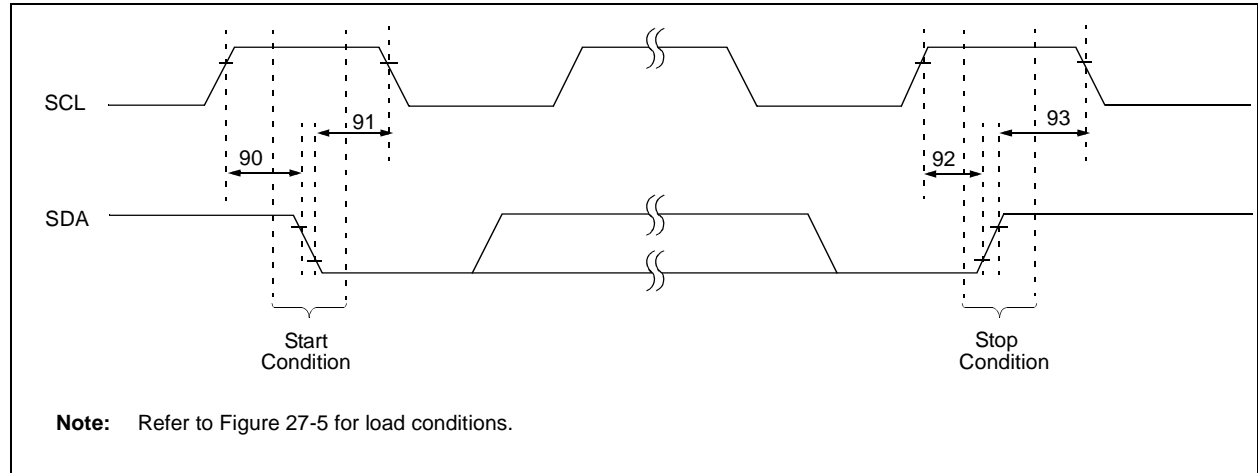 SCL
91
93
90
92
SDA
Start
Condition
Stop
Condition
Note: Refer to Figure 27-5 for load conditions.